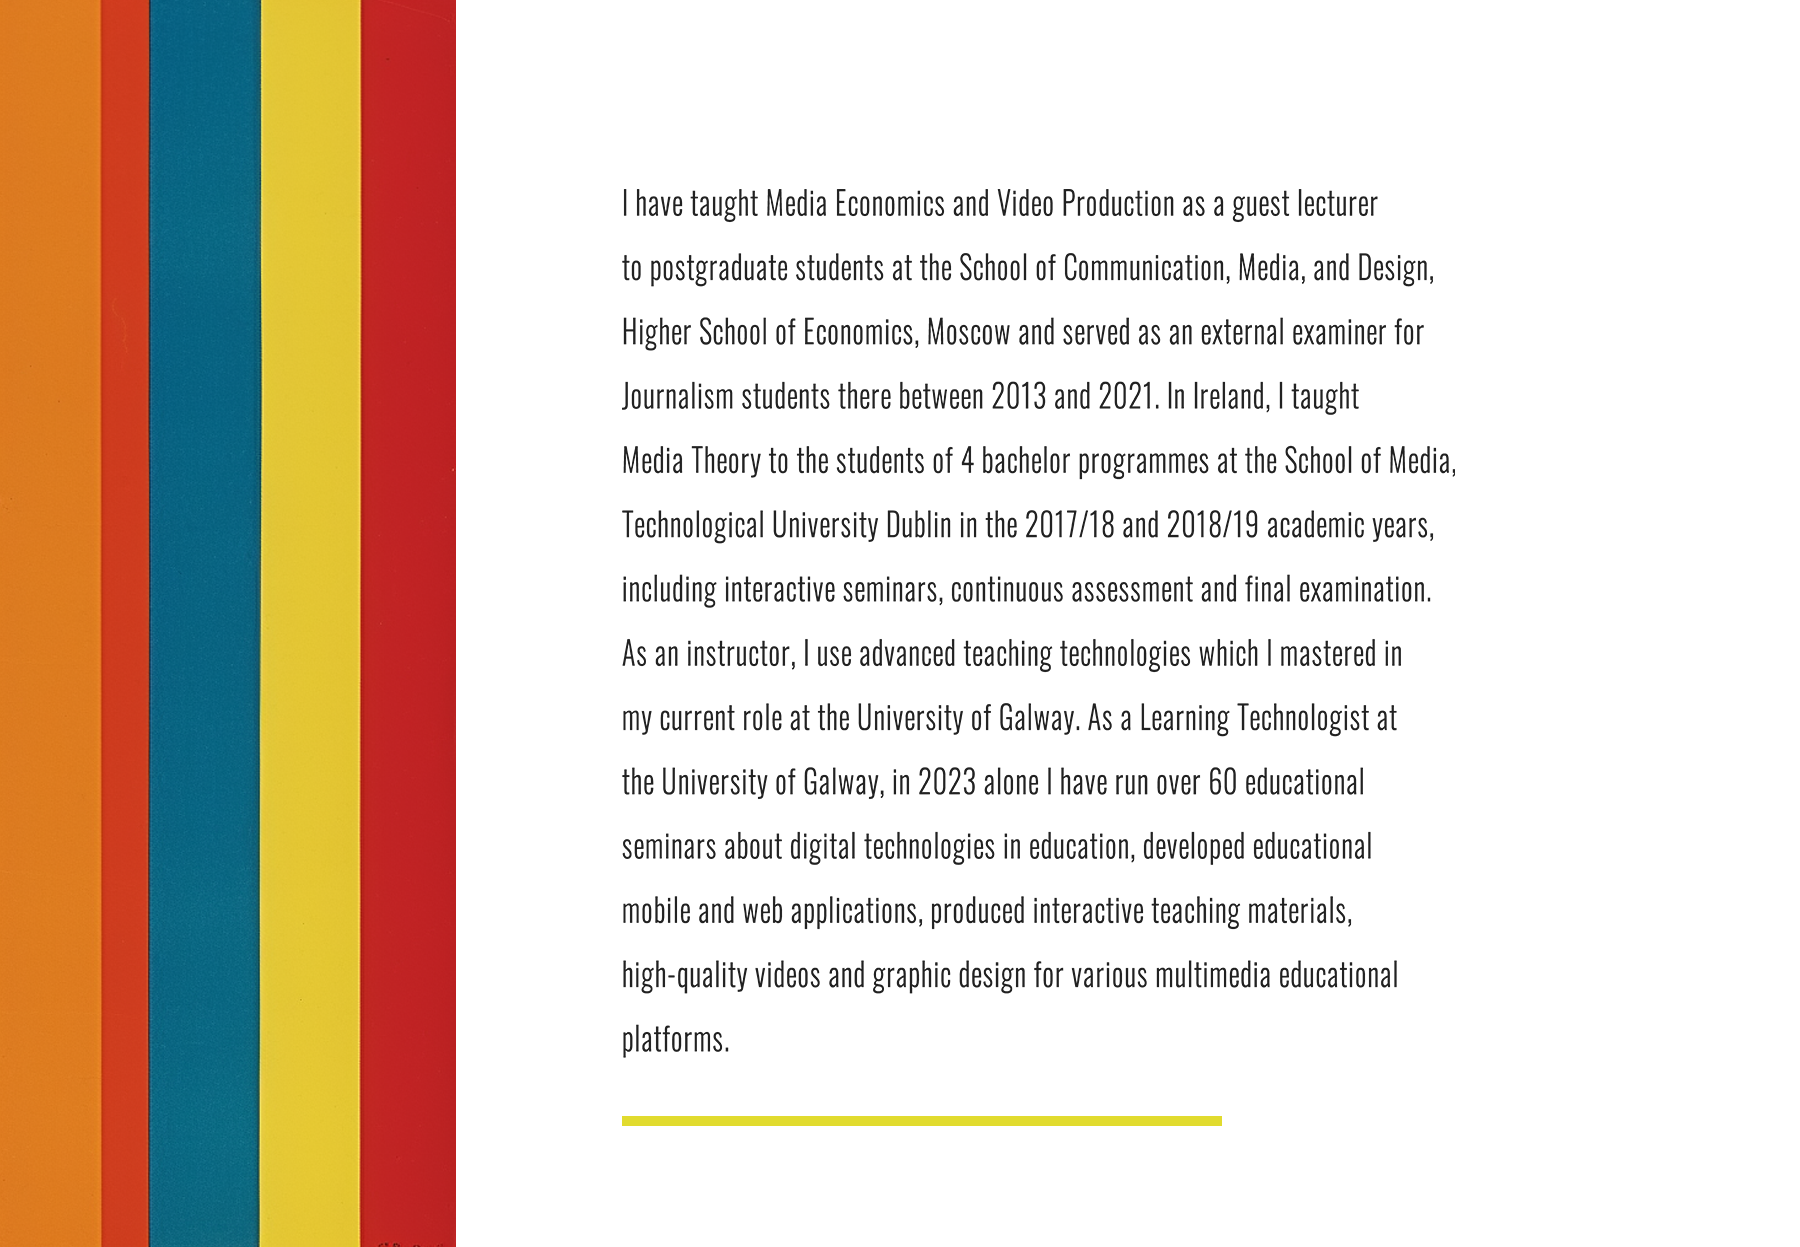 I have taught Media Economics and Video Production as a guest lecturer
to postgraduate students at the School of Communication, Media, and Design,
Higher School of Economics, Moscow and served as an external examiner for
Journalism students there between 2013 and 2021. In Ireland, I taught
Media Theory to the students of 4 bachelor programmes at the School of Media,
Technological University Dublin in the 2017/18 and 2018/19 academic years,
including interactive seminars, continuous assessment and final examination.
As an instructor, I use advanced teaching technologies which I mastered in
my current role at the University of Galway. As a Learning Technologist at
the University of Galway, in 2023 alone I have run over 60 educational
seminars about digital technologies in education, developed educational
mobile and web applications, produced interactive teaching materials,
high-quality videos and graphic design for various multimedia educational
platforms.